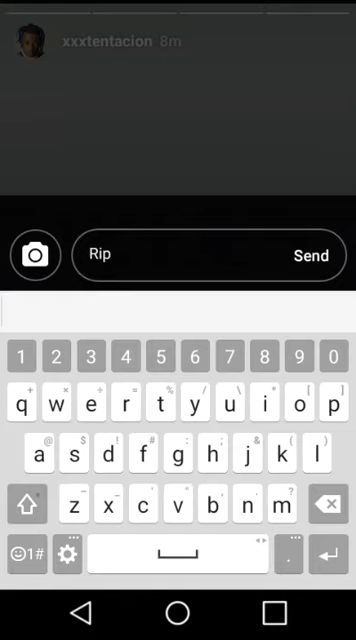 xxxtentacion 8m
Rip Send
1 2 3 4 5 6 7 8 9 0
+ × ÷ = % / \ * [ ]
q w e r t y u i o p
@ $ ! # : ; & ( )
a s d f g h j k l
z x c v b n m ?
☺1# .